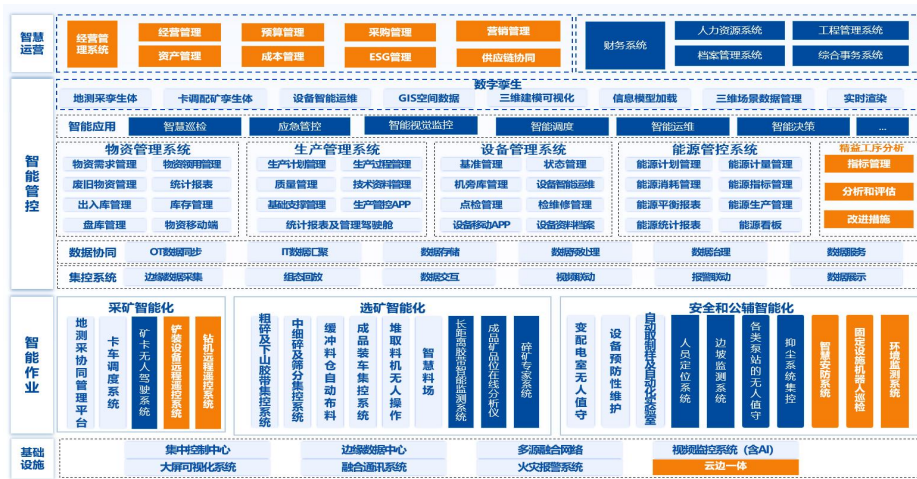 智慧运营
经营管理系统
经营管理
预算管理
采购管理
营销管理
资产管理
成本管理
ESG管理
供应链协同
财务系统
人力资源系统
工程管理系统
档案管理系统
综合事务系统
智能管控
数字孪生
地测采孪生体
卡调配矿孪生体
设备智能运维
GIS空间数据
三维建模可视化
信息模型加载
三维场景数据管理
实时渲染
智能应用
智慧巡检
应急管控
智能视觉监控
智能调度
智能运维
智能决策
...
物资管理系统
物资需求管理
物资领用管理
废旧物资管理
统计报表
出入库管理
库存管理
盘库管理
物资移动端
生产管理系统
生产计划管理
生产过程管理
质量管理
技术资料管理
基础支撑管理
生产管控APP
统计报表及管理驾驶舱
设备管理系统
基准管理
状态管理
机旁库管理
设备智能运维
点检管理
检维修管理
设备移动APP
设备资料档案
能源管控系统
能源计划管理
能源计量管理
能源消耗管理
能源指标管理
能源平衡报表
能源生产管理
能源统计报表
能源看板
精益工序分析
指标管理
分析和评估
改进措施
数据协同
OT数据同步
IT数据汇聚
数据存储
数据预处理
数据治理
数据服务
集控系统
边缘数据采集
组态回放
数据交互
视频联动
报警联动
数据展示
智能作业
采矿智能化
地测采协同管理平台
卡车调度系统
矿卡无人驾驶系统
铲装设备远程遥控系统
钻机远程遥控系统
选矿智能化
粗碎及下山胶带集控系统
中细碎及筛分集控系统
缓冲料仓自动布料
成品装车集控系统
堆取料机无人操作
智慧料场
长距离胶带智能监测系统
成品矿品位在线分析仪
碎矿专家系统
安全和公辅智能化
变配电室无人值守
设备预防性维护
自动取制样及自动化实验室
人员定位系统
边坡监测系统
各类泵站的无人值守
抑尘系统集控
智慧安防系统
固定设施机器人巡检
环境监测系统
基础设施
集中控制中心
边缘数据中心
多源融合网络
视频监控系统（含AI）
大屏可视化系统
融合通讯系统
火灾报警系统
云边一体